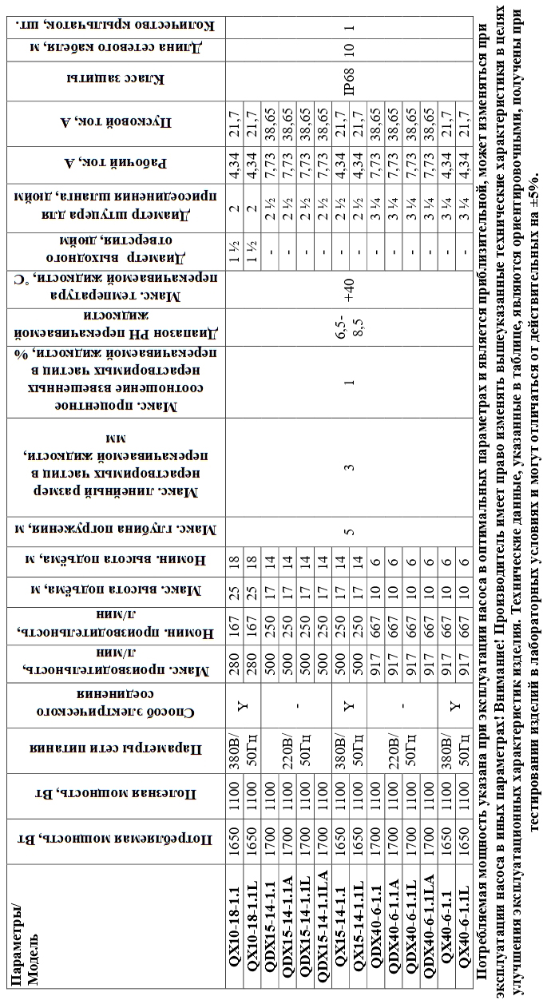 Параметры/
Модель
Потребляемая мощность, Вт
Полезная мощность, Вт
Параметры сети питания
Способ электрического
соединения
Макс. производительность,
л/мин
Номин. производительность,
л/мин
Макс. высота подъёма, м
Номин. высота подъёма, м
Макс. глубина погружения, м
Макс. линейный размер
нерастворимых частиц в
перекачиваемой жидкости,
мм
Макс. процентное
соотношение взвешенных
нерастворимых частиц в
перекачиваемой жидкости, %
Диапазон РН перекачиваемой
жидкости
Макс. температура
перекачиваемой жидкости, °С
Диаметр выходного
отверстия, дюйм
Диаметр штуцера для
присоединения шланга, дюйм
Рабочий ток, А
Пусковой ток, А
Класс защиты
Длина сетевого кабеля, м
Количество крыльчаток, шт.
QX10-18-1.1 1650 1100 280 167 25 18 1 ½ 2 4,34 21,7
QX10-18-1.1L 1650 1100 280 167 25 18 1 ½ 2 4,34 21,7
380В/
50Гц
Y
QDX15-14-1.1 1700 1100 500 250 17 14 - 2 ½ 7,73 38,65
QDX15-14-1.1A 1700 1100 500 250 17 14 - 2 ½ 7,73 38,65
QDX15-14-1.1L 1700 1100 500 250 17 14 - 2 ½ 7,73 38,65
QDX15-14-1.1LA 1700 1100 500 250 17 14 - 2 ½ 7,73 38,65
220В/
50Гц
-
QX15-14-1.1 1650 1100 500 250 17 14 - 2 ½ 4,34 21,7
QX15-14-1.1L 1650 1100 500 250 17 14 - 2 ½ 4,34 21,7
380В/
50Гц
Y
QDX40-6-1.1 1700 1100 917 667 10 6 - 3 ¼ 7,73 38,65
QDX40-6-1.1A 1700 1100 917 667 10 6 - 3 ¼ 7,73 38,65
QDX40-6-1.1L 1700 1100 917 667 10 6 - 3 ¼ 7,73 38,65
QDX40-6-1.1LA 1700 1100 917 667 10 6 - 3 ¼ 7,73 38,65
220В/
50Гц
-
QX40-6-1.1 1650 1100 917 667 10 6 - 3 ¼ 4,34 21,7
QX40-6-1.1L 1650 1100 917 667 10 6 - 3 ¼ 4,34 21,7
380В/
50Гц
Y
5
3
1
6,5-
8,5
+40
IP68
10
1
Потребляемая мощность указана при эксплуатации насоса в оптимальных параметрах и является приблизительной, может изменяться при
эксплуатации насоса в иных параметрах! Внимание! Производитель имеет право изменять вышеуказанные технические характеристики в целях
улучшения эксплуатационных характеристик изделия. Технические данные, указанные в таблице, являются ориентировочными, получены при
тестировании изделий в лабораторных условиях и могут отличаться от действительных на ±5%.